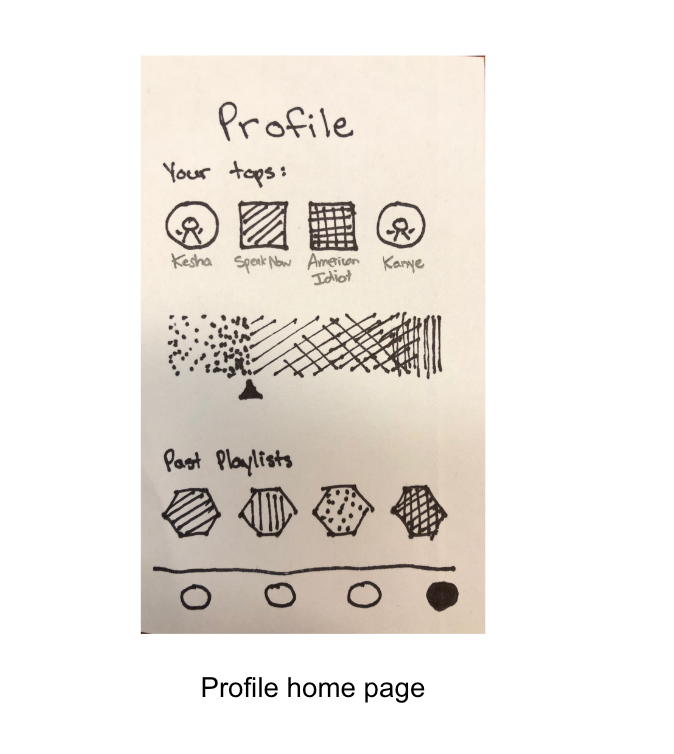 Profile
Your tops:
Kesha Speak Now American Idiot Kanye
Past Playlists
Profile home page